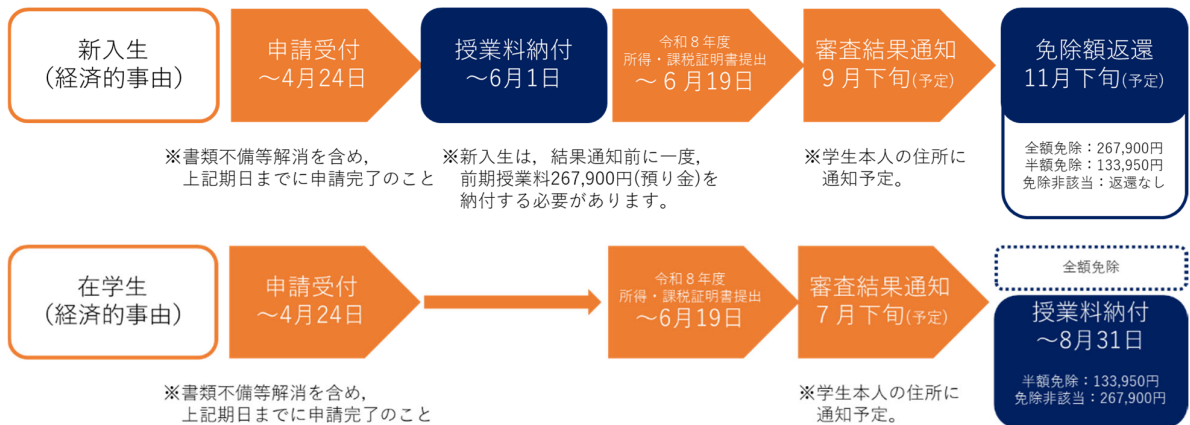 新入生
(経済的事由)
申請受付
～4月24日
授業料納付
～6月1日
令和８年度
所得・課税証明書提出
～６月19日
審査結果通知
９月下旬(予定)
免除額返還
11月下旬(予定)
※書類不備等解消を含め，
上記期日までに申請完了のこと
※新入生は，結果通知前に一度，
前期授業料267,900円(預り金)を
納付する必要があります。
※学生本人の住所に
通知予定。
全額免除：267,900円
半額免除：133,950円
免除非該当：返還なし
在学生
(経済的事由)
申請受付
～4月24日
令和８年度
所得・課税証明書提出
～6月19日
審査結果通知
７月下旬(予定)
全額免除
授業料納付
～8月31日
半額免除：133,950円
免除非該当：267,900円
※書類不備等解消を含め，
上記期日までに申請完了のこと
※学生本人の住所に
通知予定。